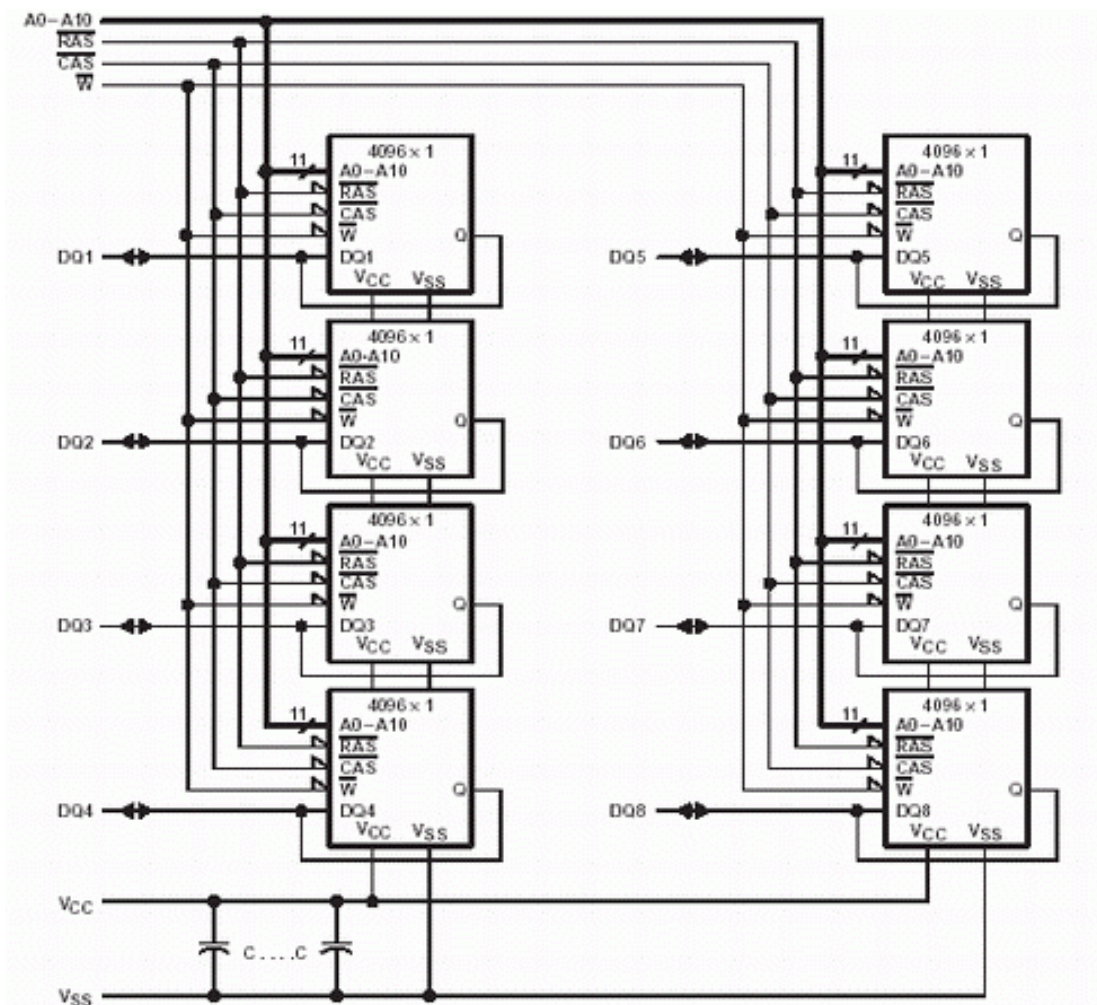 A0–A10
RAS
CAS
W
4096 × 1
11
A0–A10
RAS
CAS
W
Q
DQ1
DQ1
VCC VSS
4096 × 1
11
A0–A10
RAS
CAS
W
Q
DQ5
DQ5
VCC VSS
4096 × 1
11
A0-A10
RAS
CAS
W
Q
DQ2
DQ2
VCC VSS
4096 × 1
11
A0–A10
RAS
CAS
W
Q
DQ6
DQ6
VCC VSS
4096 × 1
11
A0–A10
RAS
CAS
W
Q
DQ3
DQ3
VCC VSS
4096 × 1
11
A0–A10
RAS
CAS
W
Q
DQ7
DQ7
VCC VSS
4096 × 1
11
A0–A10
RAS
CAS
W
Q
DQ4
DQ4
VCC VSS
4096 × 1
11
A0–A10
RAS
CAS
W
Q
DQ8
DQ8
VCC VSS
VCC
C . . . . C
VSS